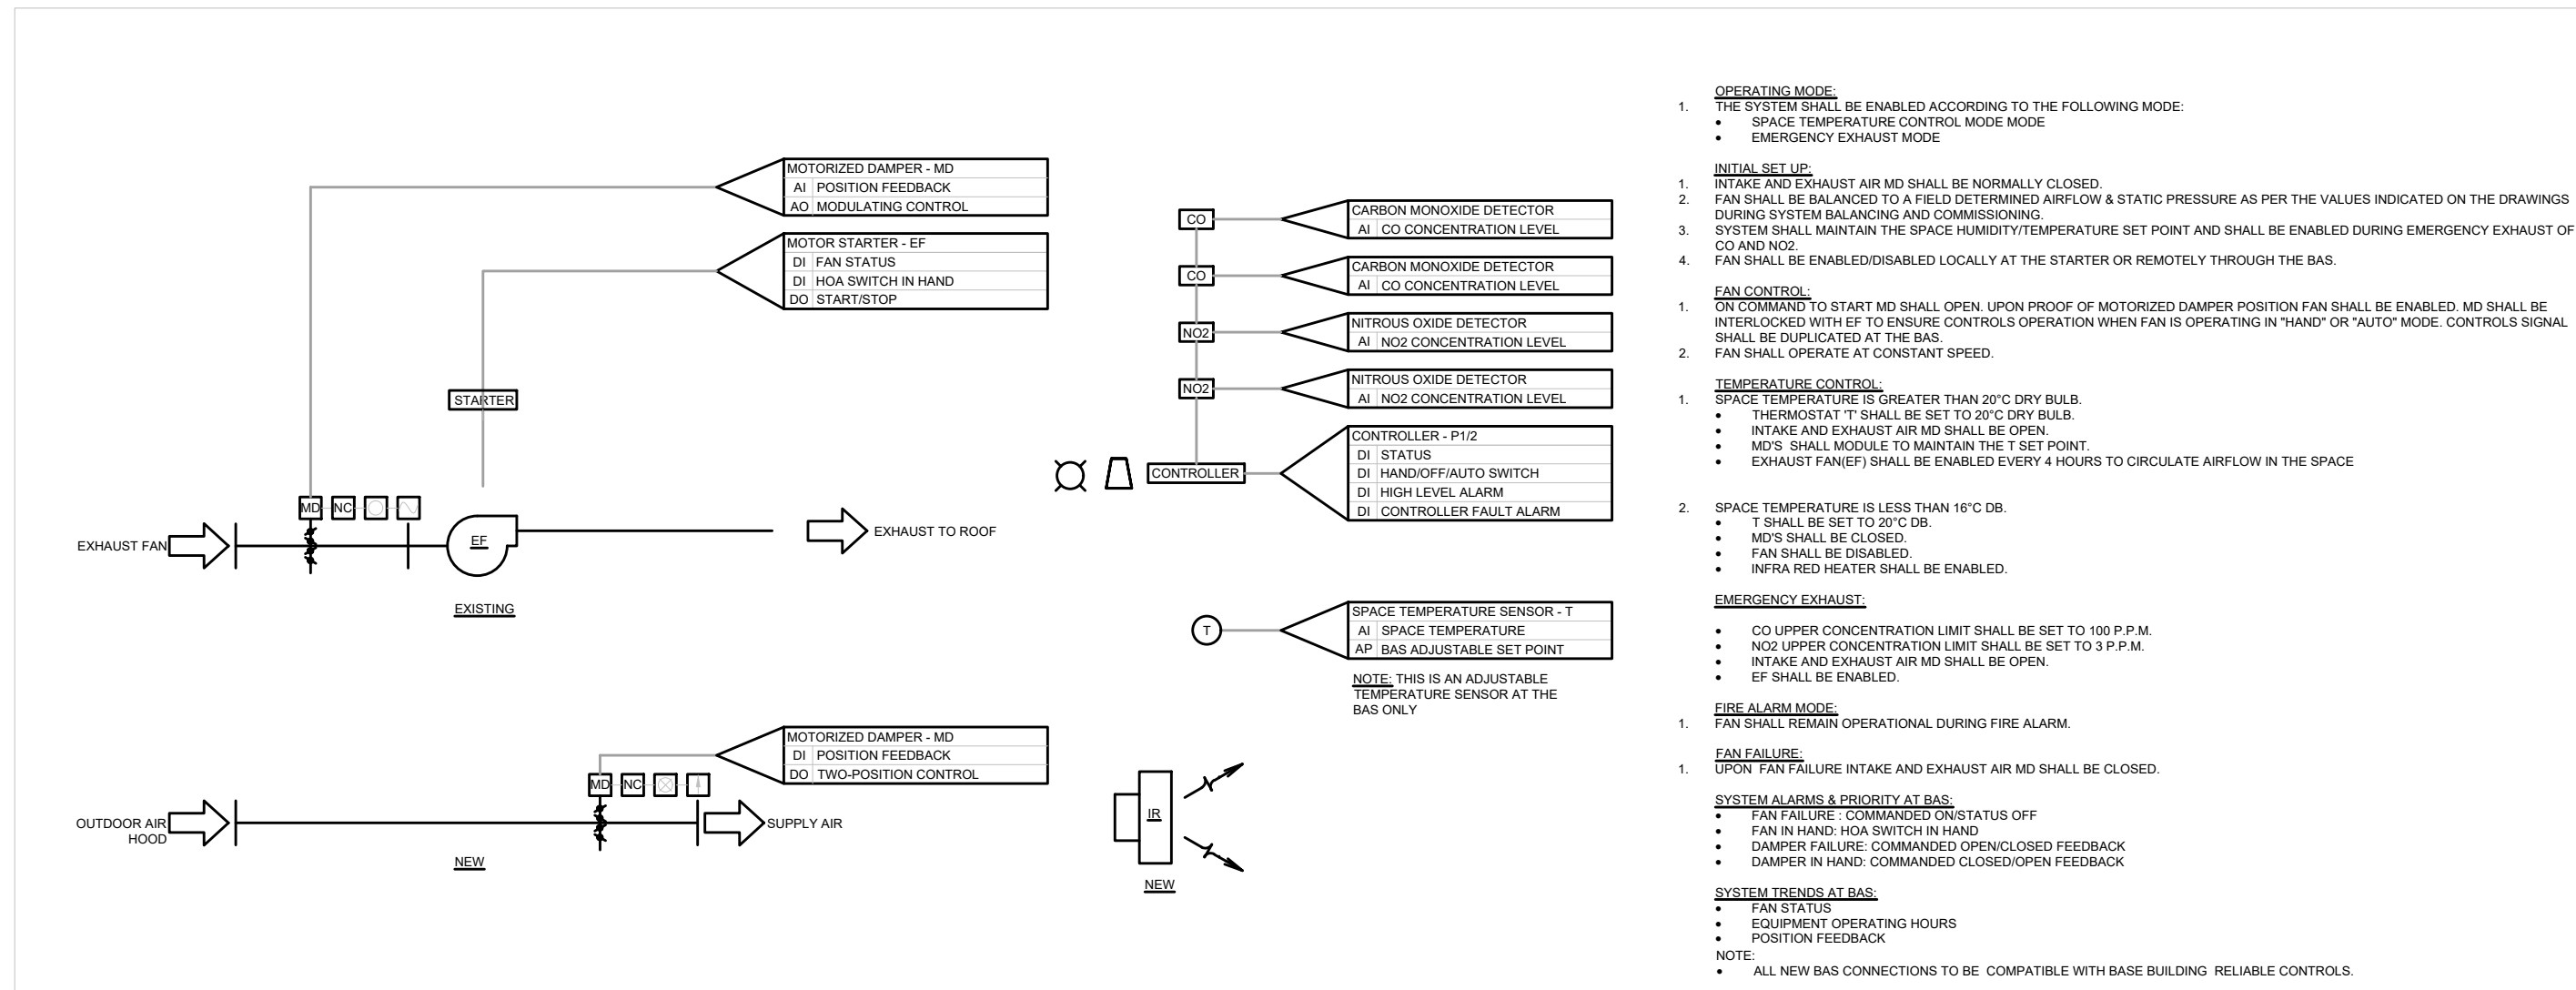 MOTORIZED DAMPER - MD
AI POSITION FEEDBACK
AO MODULATING CONTROL
MOTOR STARTER - EF
DI FAN STATUS
DI HOA SWITCH IN HAND
DO START/STOP
STARTER
MD NC
EXHAUST FAN
EF
EXHAUST TO ROOF
EXISTING
MOTORIZED DAMPER - MD
DI POSITION FEEDBACK
DO TWO-POSITION CONTROL
MD NC
OUTDOOR AIR
HOOD
SUPPLY AIR
NEW
CO
CARBON MONOXIDE DETECTOR
AI CO CONCENTRATION LEVEL
CO
CARBON MONOXIDE DETECTOR
AI CO CONCENTRATION LEVEL
NO2
NITROUS OXIDE DETECTOR
AI NO2 CONCENTRATION LEVEL
NO2
NITROUS OXIDE DETECTOR
AI NO2 CONCENTRATION LEVEL
CONTROLLER
CONTROLLER - P1/2
DI STATUS
DI HAND/OFF/AUTO SWITCH
DI HIGH LEVEL ALARM
DI CONTROLLER FAULT ALARM
T
SPACE TEMPERATURE SENSOR - T
AI SPACE TEMPERATURE
AP BAS ADJUSTABLE SET POINT
NOTE: THIS IS AN ADJUSTABLE
TEMPERATURE SENSOR AT THE
BAS ONLY
IR
NEW
OPERATING MODE:
1. THE SYSTEM SHALL BE ENABLED ACCORDING TO THE FOLLOWING MODE:
• SPACE TEMPERATURE CONTROL MODE MODE
• EMERGENCY EXHAUST MODE
INITIAL SET UP:
1. INTAKE AND EXHAUST AIR MD SHALL BE NORMALLY CLOSED.
2. FAN SHALL BE BALANCED TO A FIELD DETERMINED AIRFLOW & STATIC PRESSURE AS PER THE VALUES INDICATED ON THE DRAWINGS
DURING SYSTEM BALANCING AND COMMISSIONING.
3. SYSTEM SHALL MAINTAIN THE SPACE HUMIDITY/TEMPERATURE SET POINT AND SHALL BE ENABLED DURING EMERGENCY EXHAUST OF
CO AND NO2.
4. FAN SHALL BE ENABLED/DISABLED LOCALLY AT THE STARTER OR REMOTELY THROUGH THE BAS.
FAN CONTROL:
1. ON COMMAND TO START MD SHALL OPEN. UPON PROOF OF MOTORIZED DAMPER POSITION FAN SHALL BE ENABLED. MD SHALL BE
INTERLOCKED WITH EF TO ENSURE CONTROLS OPERATION WHEN FAN IS OPERATING IN "HAND" OR "AUTO" MODE. CONTROLS SIGNAL
SHALL BE DUPLICATED AT THE BAS.
2. FAN SHALL OPERATE AT CONSTANT SPEED.
TEMPERATURE CONTROL:
1. SPACE TEMPERATURE IS GREATER THAN 20°C DRY BULB.
• THERMOSTAT 'T' SHALL BE SET TO 20°C DRY BULB.
• INTAKE AND EXHAUST AIR MD SHALL BE OPEN.
• MD'S SHALL MODULE TO MAINTAIN THE T SET POINT.
• EXHAUST FAN(EF) SHALL BE ENABLED EVERY 4 HOURS TO CIRCULATE AIRFLOW IN THE SPACE
2. SPACE TEMPERATURE IS LESS THAN 16°C DB.
• T SHALL BE SET TO 20°C DB.
• MD'S SHALL BE CLOSED.
• FAN SHALL BE DISABLED.
• INFRA RED HEATER SHALL BE ENABLED.
EMERGENCY EXHAUST:
• CO UPPER CONCENTRATION LIMIT SHALL BE SET TO 100 P.P.M.
• NO2 UPPER CONCENTRATION LIMIT SHALL BE SET TO 3 P.P.M.
• INTAKE AND EXHAUST AIR MD SHALL BE OPEN.
• EF SHALL BE ENABLED.
FIRE ALARM MODE:
1. FAN SHALL REMAIN OPERATIONAL DURING FIRE ALARM.
FAN FAILURE:
1. UPON FAN FAILURE INTAKE AND EXHAUST AIR MD SHALL BE CLOSED.
SYSTEM ALARMS & PRIORITY AT BAS:
• FAN FAILURE : COMMANDED ON/STATUS OFF
• FAN IN HAND: HOA SWITCH IN HAND
• DAMPER FAILURE: COMMANDED OPEN/CLOSED FEEDBACK
• DAMPER IN HAND: COMMANDED CLOSED/OPEN FEEDBACK
SYSTEM TRENDS AT BAS:
• FAN STATUS
• EQUIPMENT OPERATING HOURS
• POSITION FEEDBACK
NOTE:
• ALL NEW BAS CONNECTIONS TO BE COMPATIBLE WITH BASE BUILDING RELIABLE CONTROLS.